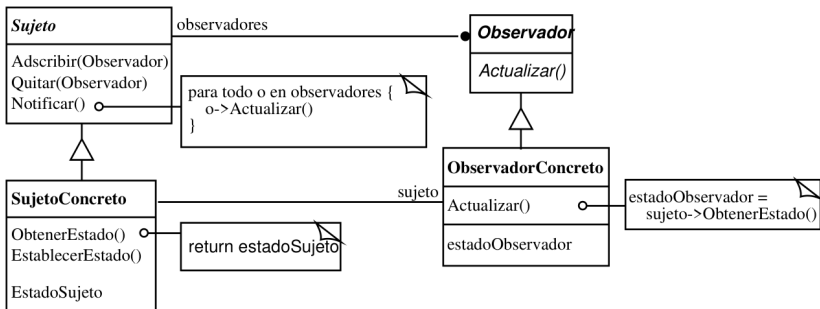 Sujeto
observadores
Observador
Adscribir(Observador)
Quitar(Observador)
Notificar()
Actualizar()
para todo o en observadores {
o->Actualizar()
}
SujetoConcreto
sujeto
ObservadorConcreto
ObtenerEstado()
EstablecerEstado()
EstadoSujeto
return estadoSujeto
Actualizar()
estadoObservador
estadoObservador =
sujeto->ObtenerEstado()